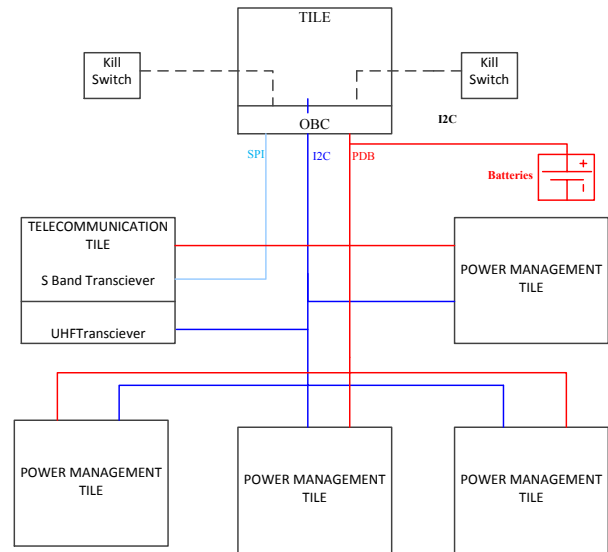 TILE
Kill
Switch
Kill
Switch
I2C
OBC
SPI
I2C
PDB
Batteries
TELECOMMUNICATION
TILE
S Band Transciever
UHFTransciever
POWER MANAGEMENT
TILE
POWER MANAGEMENT
TILE
POWER MANAGEMENT
TILE
POWER MANAGEMENT
TILE